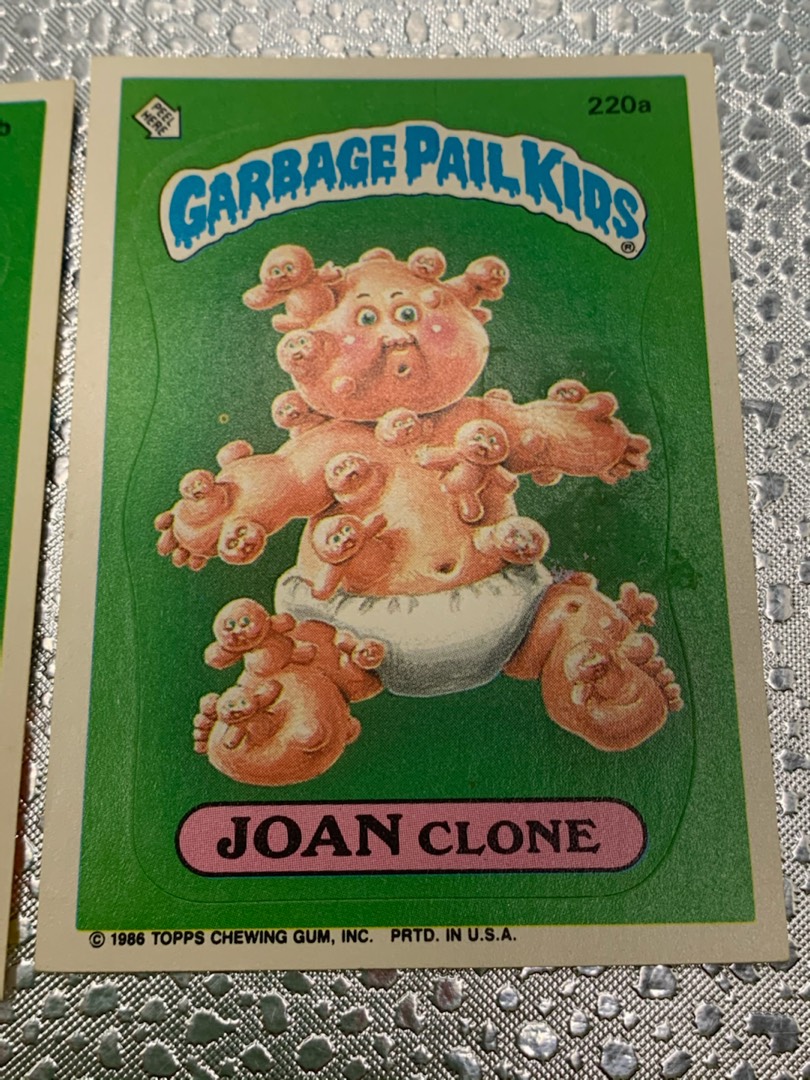 PEEL
HERE
220a
GARBAGE PAIL KIDS
®
JOAN CLONE
© 1986 TOPPS CHEWING GUM, INC. PRTD. IN U.S.A.
b